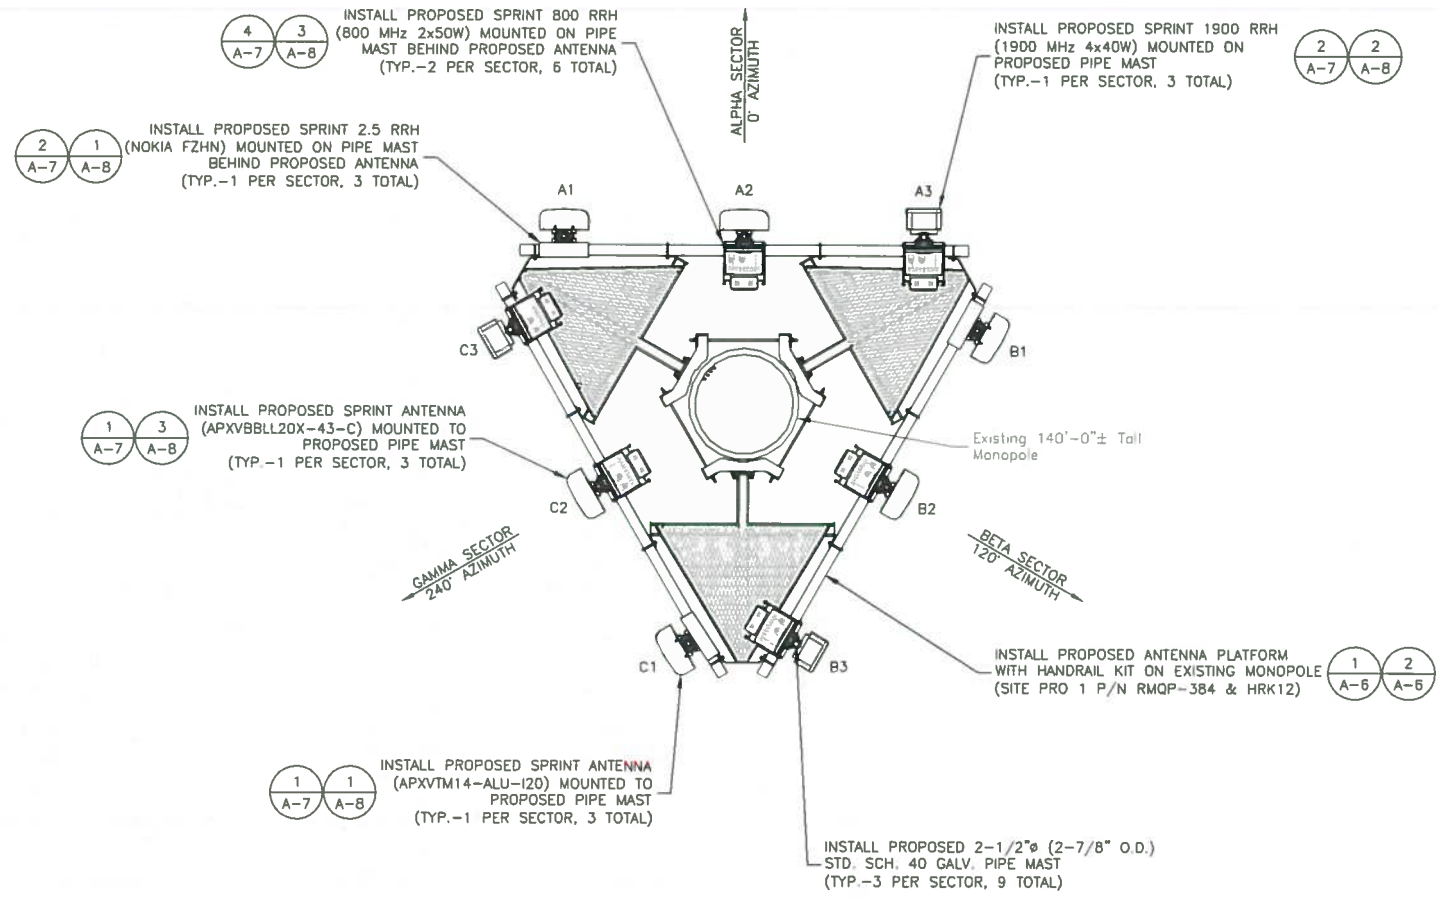 4
A-7
3
A-8
INSTALL PROPOSED SPRINT 800 RRH
(800 MHz 2x50W) MOUNTED ON PIPE
MAST BEHIND PROPOSED ANTENNA
(TYP.-2 PER SECTOR, 6 TOTAL)
ALPHA SECTOR
0° AZIMUTH
INSTALL PROPOSED SPRINT 1900 RRH
(1900 MHz 4x40W) MOUNTED ON
PROPOSED PIPE MAST
(TYP.-1 PER SECTOR, 3 TOTAL)
2
A-7
2
A-8
2
A-7
1
A-8
INSTALL PROPOSED SPRINT 2.5 RRH
(NOKIA FZHN) MOUNTED ON PIPE MAST
BEHIND PROPOSED ANTENNA
(TYP.-1 PER SECTOR, 3 TOTAL)
A1
A2
A3
C3
B1
1
A-7
3
A-8
INSTALL PROPOSED SPRINT ANTENNA
(APXVBBLL20X-43-C) MOUNTED TO
PROPOSED PIPE MAST
(TYP.-1 PER SECTOR, 3 TOTAL)
Existing 140'-0"± Tall
Monopole
C2
B2
GAMMA SECTOR
240° AZIMUTH
BETA SECTOR
120° AZIMUTH
C1
B3
INSTALL PROPOSED ANTENNA PLATFORM
WITH HANDRAIL KIT ON EXISTING MONOPOLE
(SITE PRO 1 P/N RMQP-384 & HRK12)
1
A-6
2
A-6
1
A-7
1
A-8
INSTALL PROPOSED SPRINT ANTENNA
(APXVTM14-ALU-I20) MOUNTED TO
PROPOSED PIPE MAST
(TYP.-1 PER SECTOR, 3 TOTAL)
INSTALL PROPOSED 2-1/2"ø (2-7/8" O.D.)
STD. SCH. 40 GALV. PIPE MAST
(TYP.-3 PER SECTOR, 9 TOTAL)